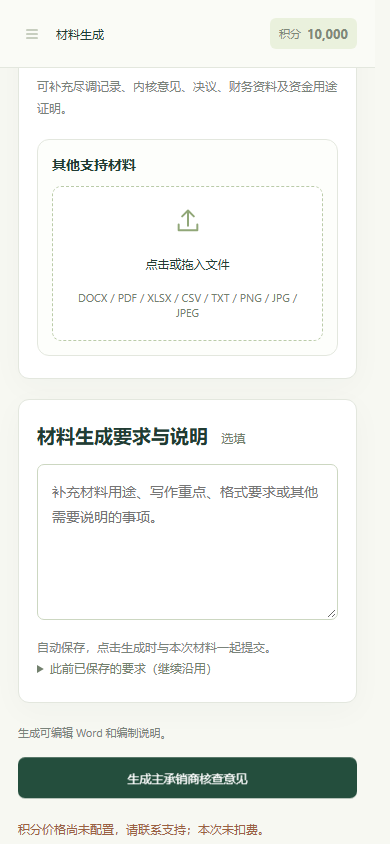 材料生成
积分 10,000
可补充尽调记录、内核意见、决议、财务资料及资金用途
证明。
其他支持材料
点击或拖入文件
DOCX / PDF / XLSX / CSV / TXT / PNG / JPG /
JPEG
材料生成要求与说明 选填
补充材料用途、写作重点、格式要求或其他
需要说明的事项。
自动保存，点击生成时与本次材料一起提交。
▶ 此前已保存的要求（继续沿用）
生成可编辑 Word 和编制说明。
生成主承销商核查意见
积分价格尚未配置，请联系支持；本次未扣费。